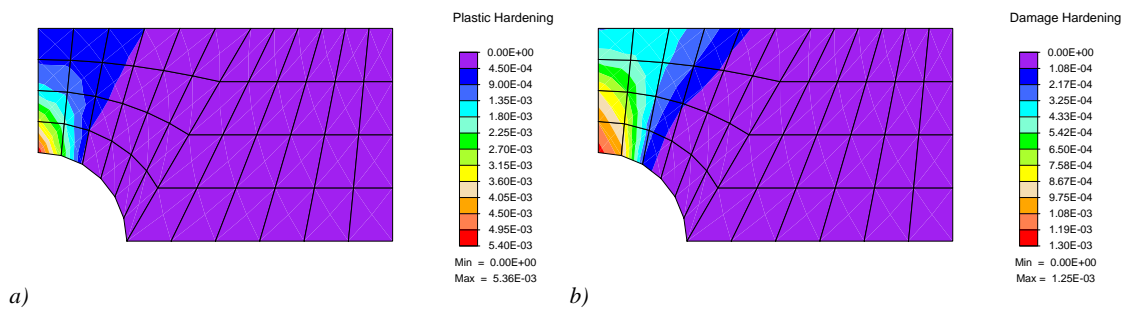 Plastic Hardening
0.00E+00
4.50E-04
9.00E-04
1.35E-03
1.80E-03
2.25E-03
2.70E-03
3.15E-03
3.60E-03
4.05E-03
4.50E-03
4.95E-03
5.40E-03
Min = 0.00E+00
Max = 5.36E-03
a)
Damage Hardening
0.00E+00
1.08E-04
2.17E-04
3.25E-04
4.33E-04
5.42E-04
6.50E-04
7.58E-04
8.67E-04
9.75E-04
1.08E-03
1.19E-03
1.30E-03
Min = 0.00E+00
Max = 1.25E-03
b)